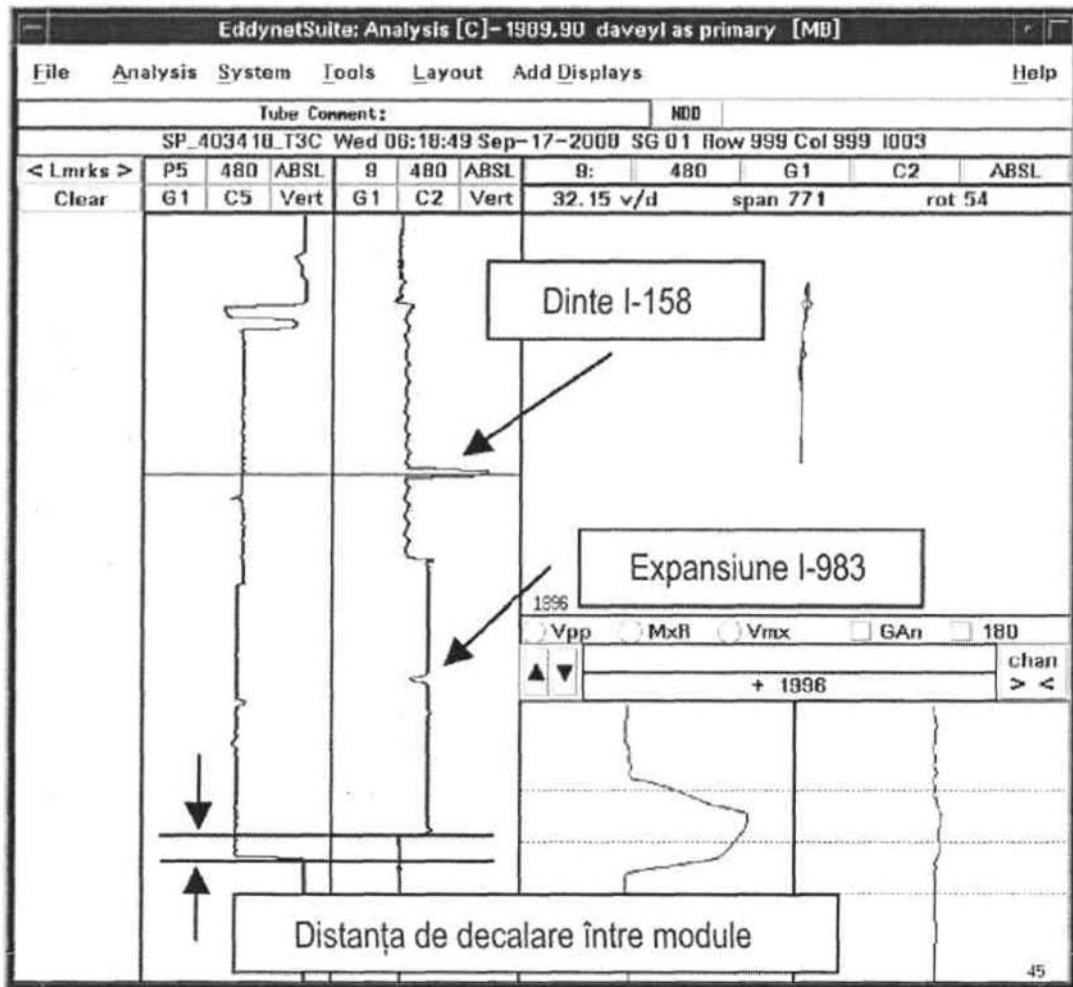 EddynetSuite: Analysis [C]-1989.90 daveyl as primary [MB]
File Analysis System Tools Layout Add Displays Help
Tube Comment: NDD
SP_403418_T3C Wed 06:18:49 Sep-17-2008 SG 01 Row 999 Col 999 I003
< Lmrks > P5 480 ABSL 9 480 ABSL 9: 480 G1 C2 ABSL
Clear G1 C5 Vert G1 C2 Vert 32.15 v/d span 771 rot 54
Dinte I-158
Expansiune I-983
1996
Vpp MxR Vmx GAn 180
chan
+ 1996 > <
Distanța de decalare între module
45